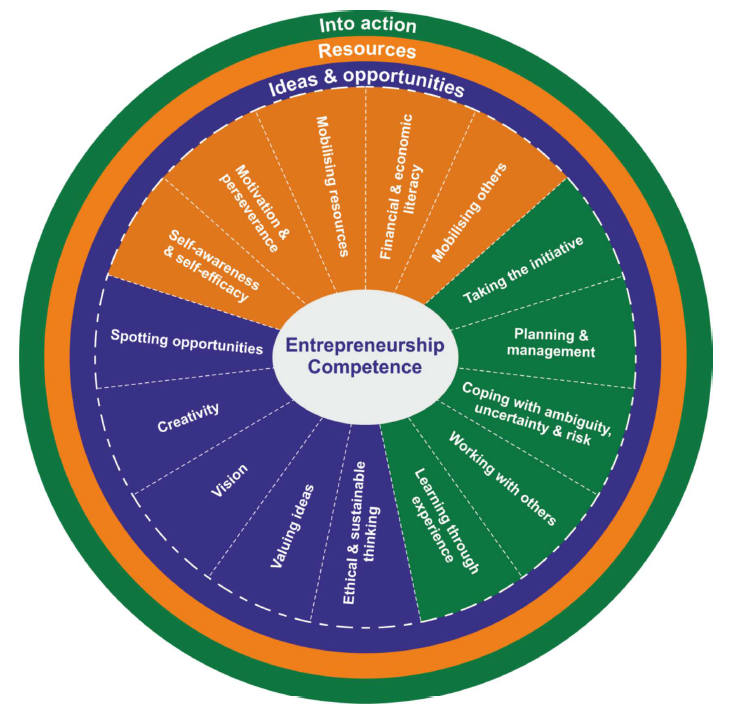 Into action
Resources
Ideas & opportunities
Mobilising resources
Financial & economic
literacy
Motivation &
perseverance
Mobilising others
Self-awareness
& self-efficacy
Taking the initiative
Spotting opportunities
Entrepreneurship
Competence
Planning &
management
Creativity
Coping with ambiguity,
uncertainty & risk
Vision
Working with others
Valuing ideas
Ethical & sustainable
thinking
Learning through
experience